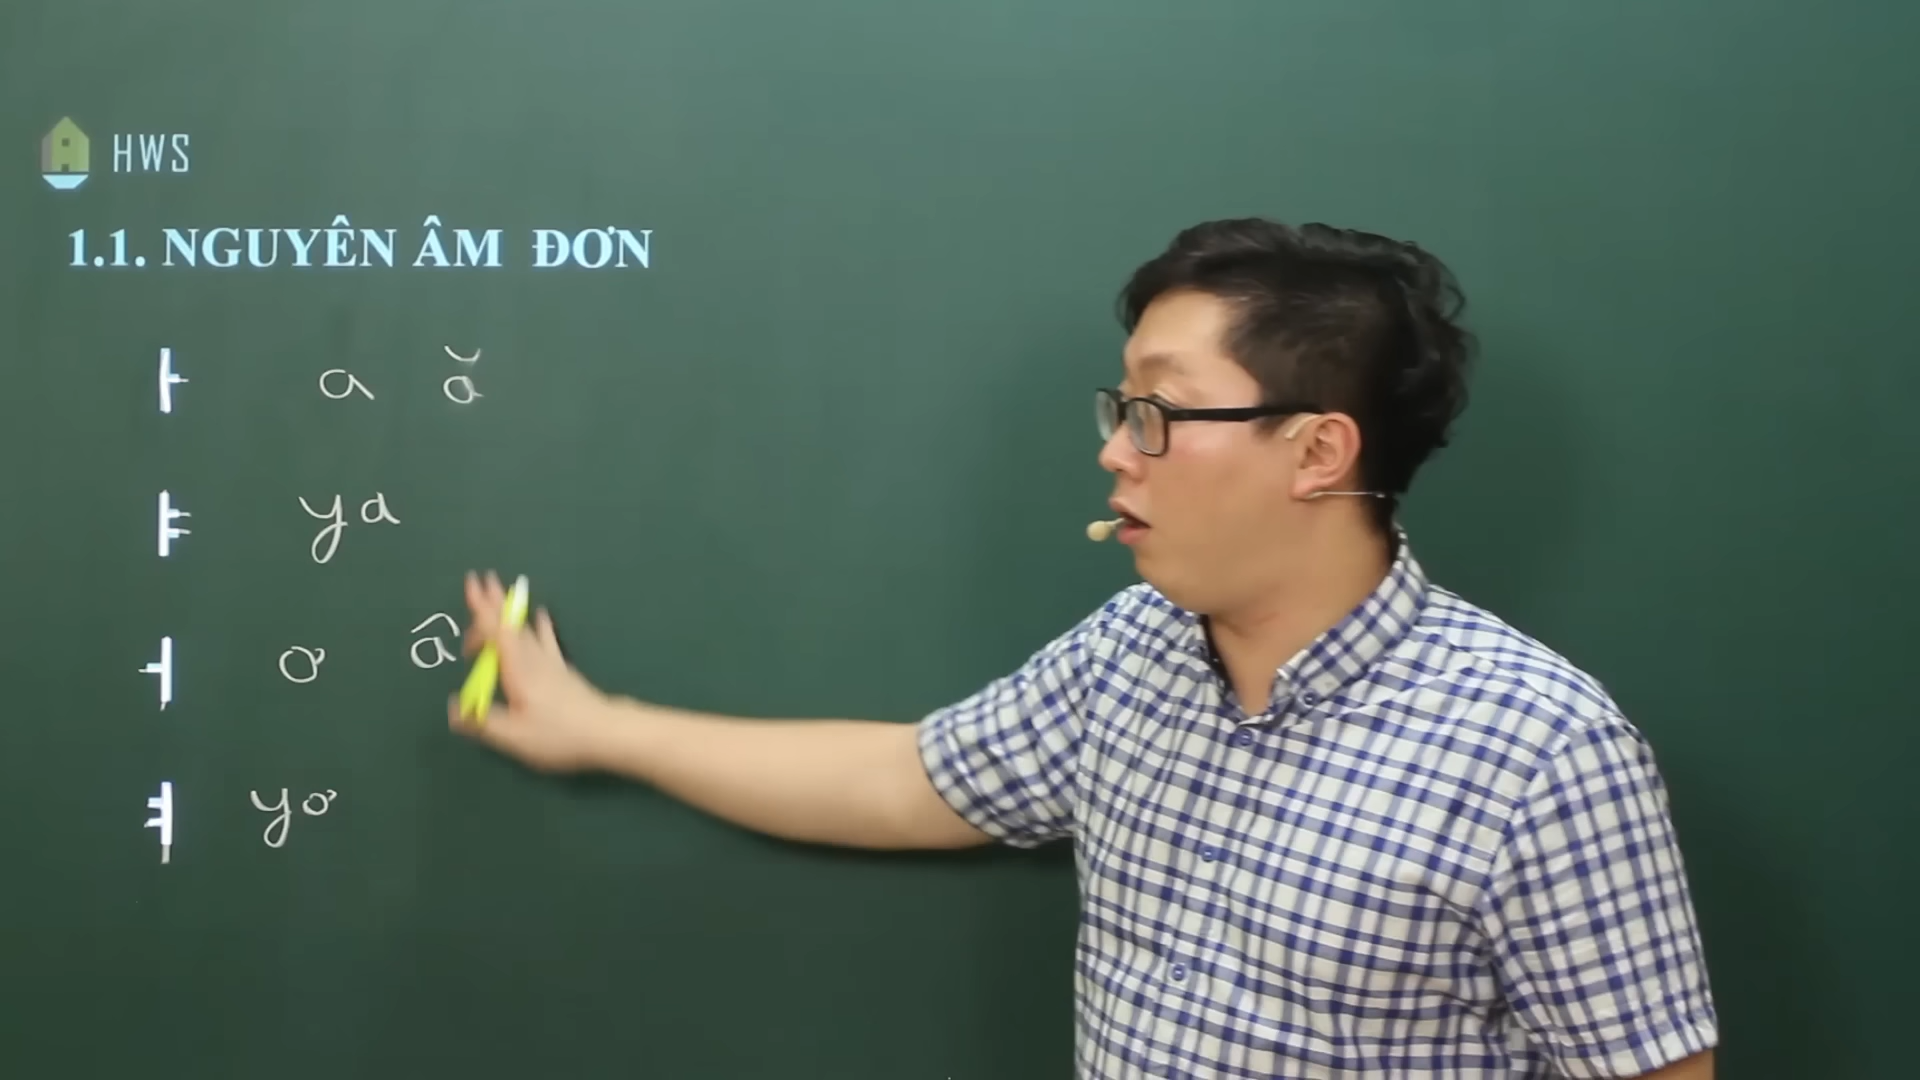 HWS
1.1. NGUYÊN ÂM ĐƠN
ㅏ a ă
ㅑ ya
ㅓ ơ â
ㅕ yơ